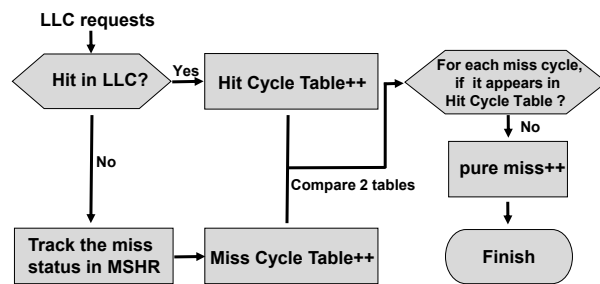 LLC requests
Hit in LLC?
Yes
Hit Cycle Table++
For each miss cycle,
if it appears in
Hit Cycle Table ?
No
No
pure miss++
Compare 2 tables
Track the miss
status in MSHR
Miss Cycle Table++
Finish